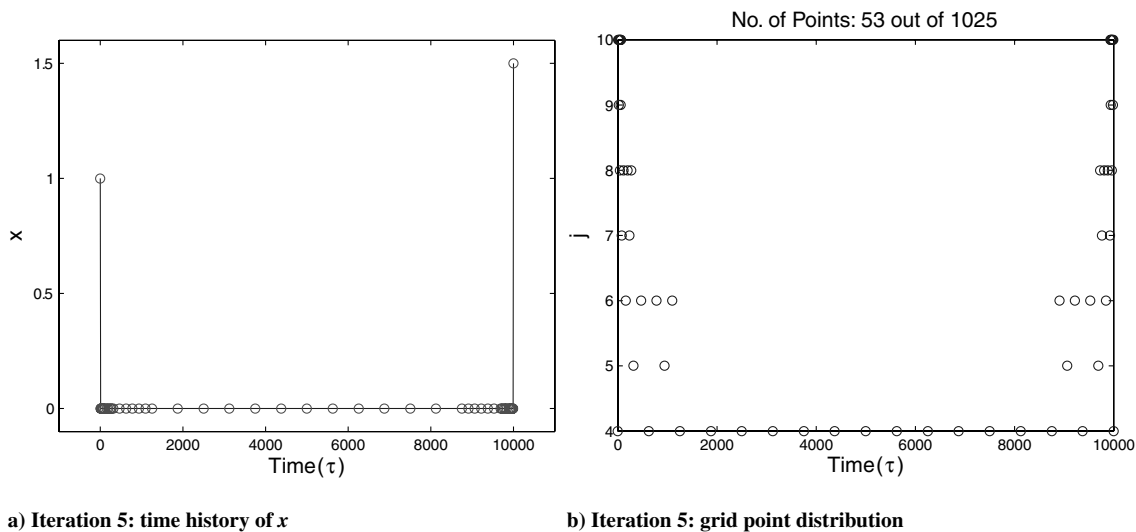 No. of Points: 53 out of 1025
1.5
1
0.5
0
x
0 2000 4000 6000 8000 10000
Time(τ)
10
9
8
7
6
5
4
j
0 2000 4000 6000 8000 10000
Time(τ)
a) Iteration 5: time history of x
b) Iteration 5: grid point distribution